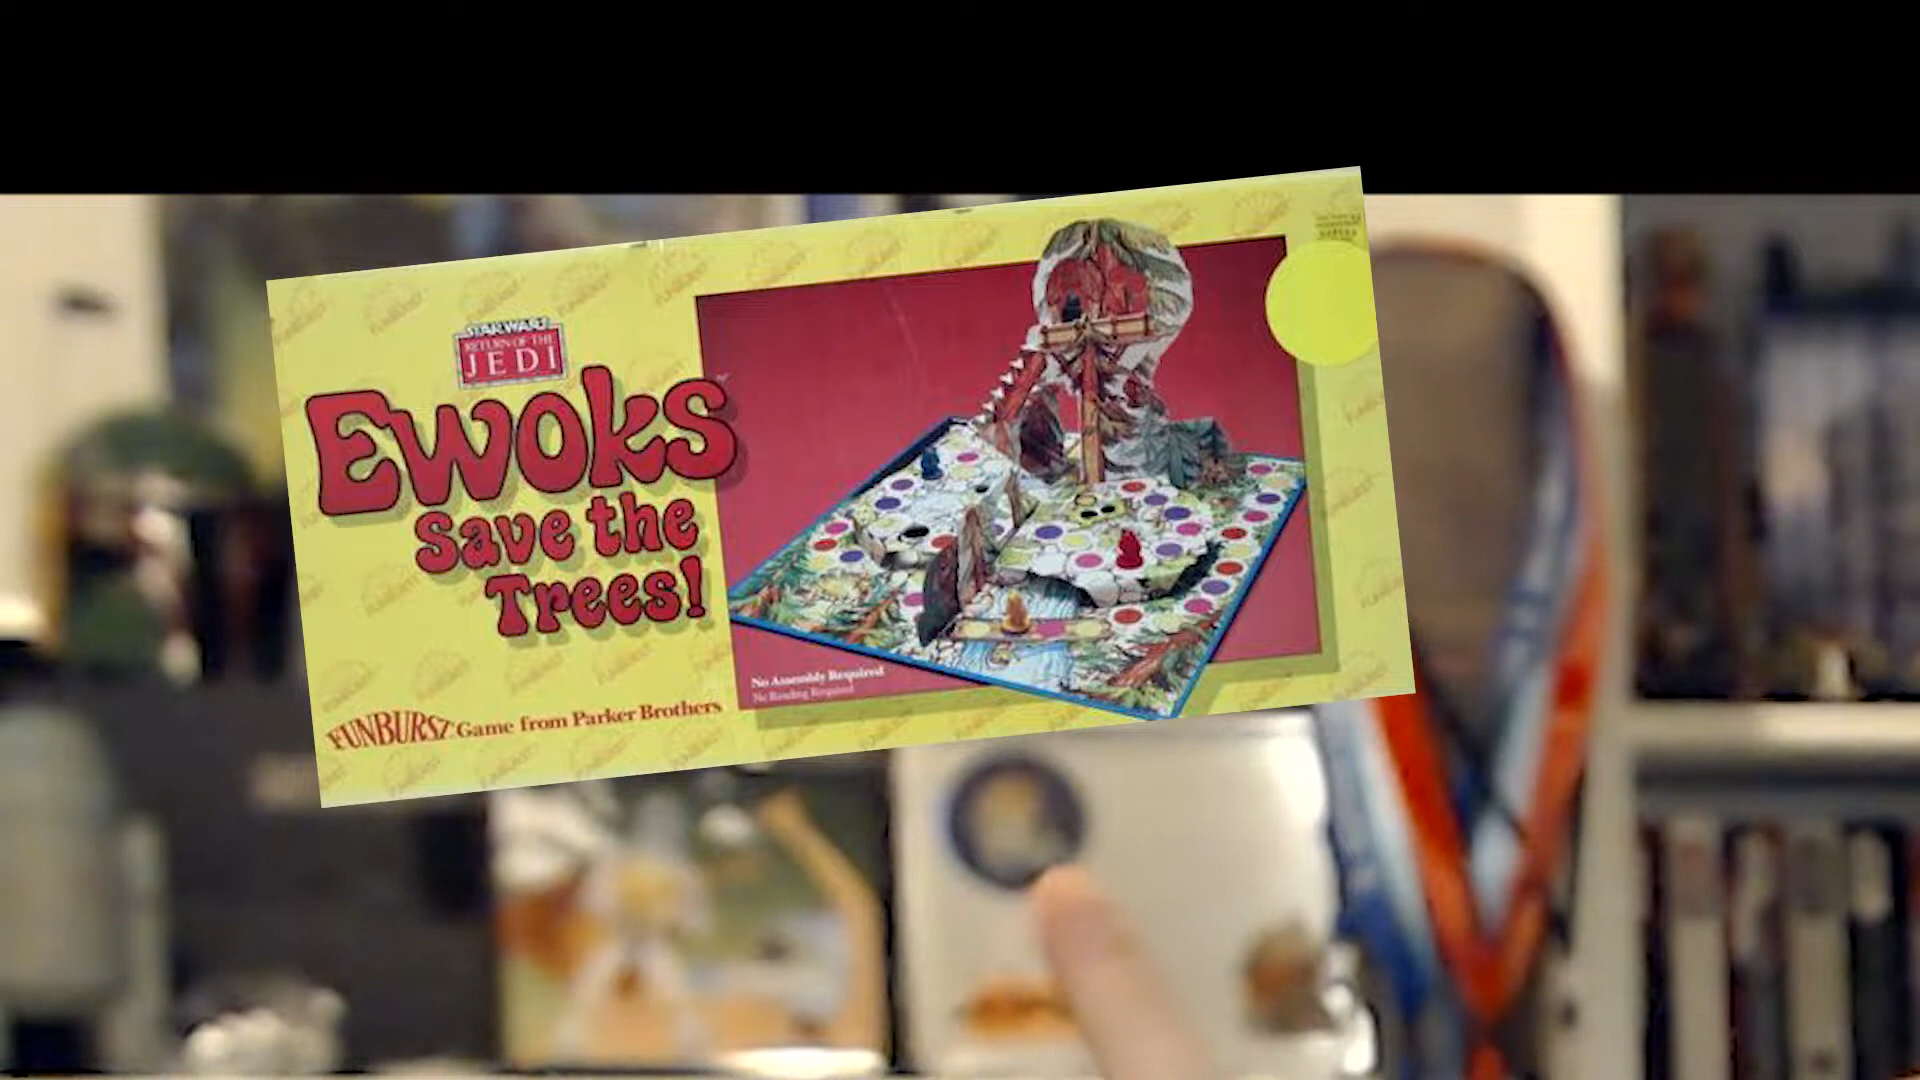 STAR WARS
RETURN OF THE
JEDI
Ewoks
save the
Trees!
No Assembly Required
No Reading Required
FUNBURST Game from Parker Brothers